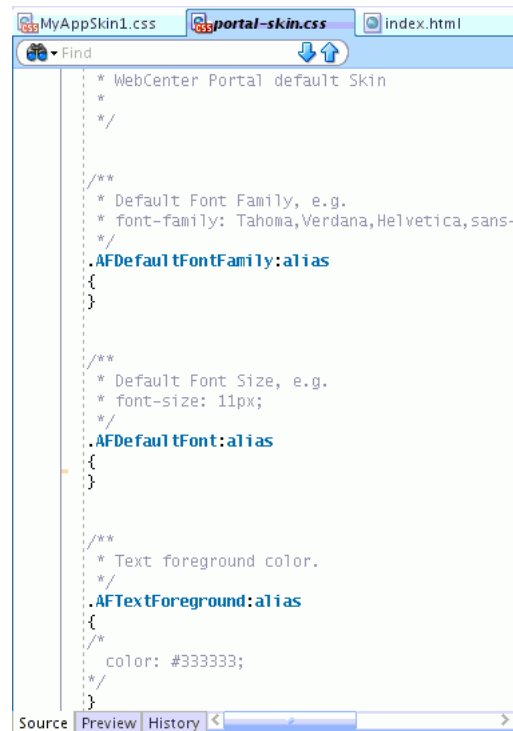 MyAppSkin1.css portal-skin.css index.html
Find
* WebCenter Portal default Skin
*
*/
/**
* Default Font Family, e.g.
* font-family: Tahoma,Verdana,Helvetica,sans-
*/
.AFDefaultFontFamily:alias
{
}
/**
* Default Font Size, e.g.
* font-size: 11px;
*/
.AFDefaultFont:alias
{
}
/**
* Text foreground color.
*/
.AFTextForeground:alias
{
/*
color: #333333;
*/
}
Source Preview History